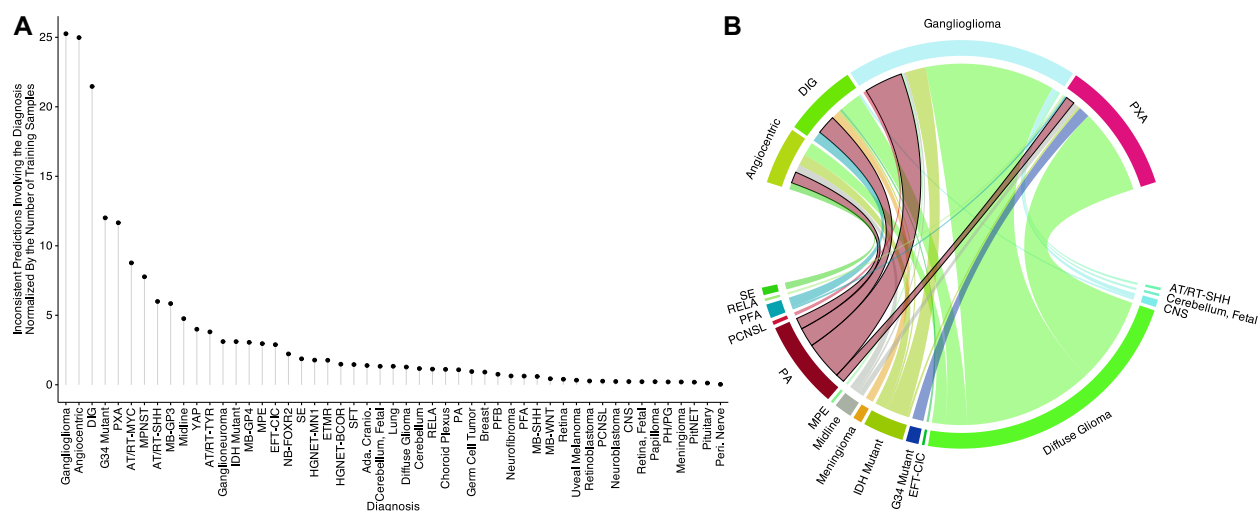 A
Inconsistent Predictions Involving the Diagnosis
Normalized By the Number of Training Samples
25
20
15
10
5
0
Ganglioglioma
Angiocentric
DIG
G34 Mutant
PXA
AT/RT-MYC
MPNST
AT/RT-SHH
MB-GP3
Midline
YAP
AT/RT-TYR
Ganglioneuroma
IDH Mutant
MB-GP4
MPE
EFT-CIC
NB-FOXR2
SE
HGNET-MN1
ETMR
HGNET-BCOR
SFT
Ada. Cranio.
Cerebellum, Fetal
Lung
Diffuse Glioma
Cerebellum
RELA
Choroid Plexus
PA
Germ Cell Tumor
Breast
PFB
Neurofibroma
PFA
MB-SHH
MB-WNT
Retina
Uveal Melanoma
Retinoblastoma
PCNSL
Neuroblastoma
CNS
Retina, Fetal
Papilloma
PH/PG
Meningioma
PitNET
Pituitary
Peri. Nerve
Diagnosis
B
Ganglioglioma
DIG
PXA
Angiocentric
SE
RELA
PFA
PCNSL
PA
MPE
Midline
Meningioma
IDH Mutant
G34 Mutant
EFT-CIC
Diffuse Glioma
CNS
Cerebellum, Fetal
AT/RT-SHH